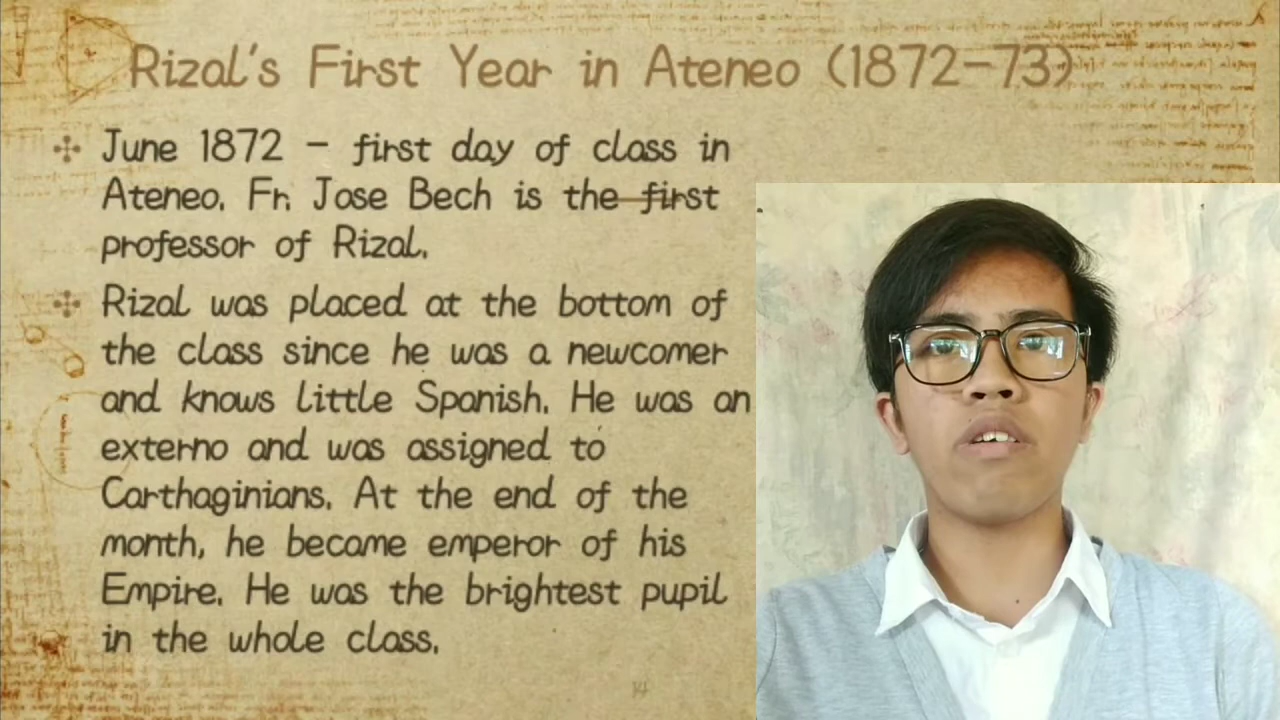 Rizal's First Year in Ateneo (1872-73)
June 1872 - first day of class in
Ateneo. Fr. Jose Bech is the first
professor of Rizal.
Rizal was placed at the bottom of
the class since he was a newcomer
and knows little Spanish. He was an
externo and was assigned to
Carthaginians. At the end of the
month, he became emperor of his
Empire. He was the brightest pupil
in the whole class.